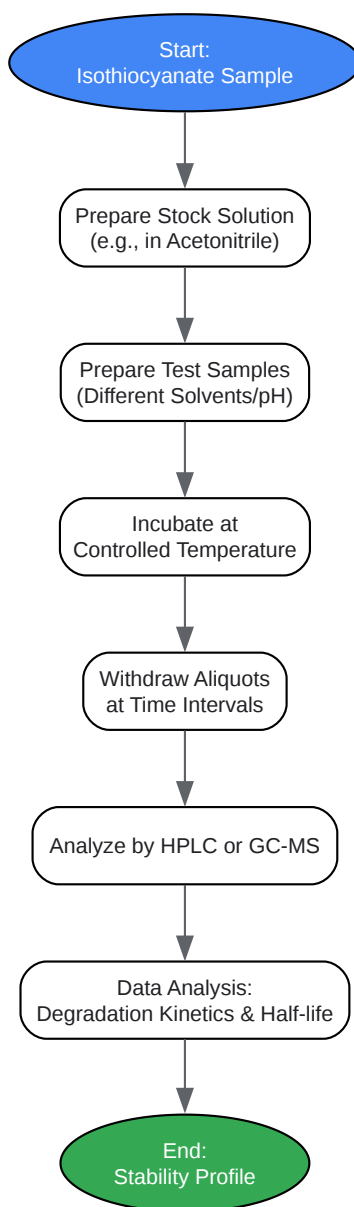 Start:
Isothiocyanate Sample
Prepare Stock Solution
(e.g., in Acetonitrile)
Prepare Test Samples
(Different Solvents/pH)
Incubate at
Controlled Temperature
Withdraw Aliquots
at Time Intervals
Analyze by HPLC or GC-MS
Data Analysis:
Degradation Kinetics & Half-life
End:
Stability Profile